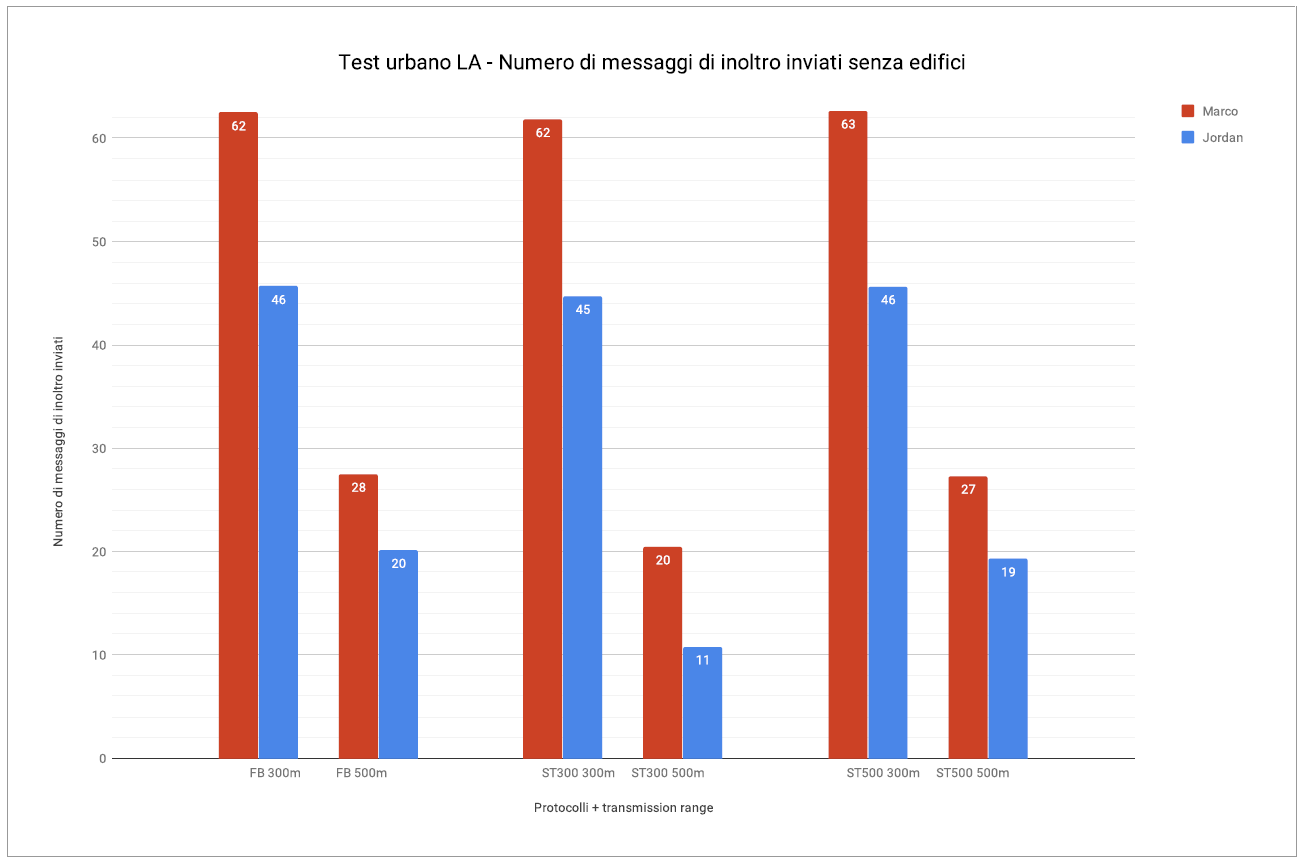 Test urbano LA - Numero di messaggi di inoltro inviati senza edifici
Marco
Jordan
Numero di messaggi di inoltro inviati
60
50
40
30
20
10
0
62
46
28
20
62
45
20
11
63
46
27
19
FB 300m
FB 500m
ST300 300m
ST300 500m
ST500 300m
ST500 500m
Protocolli + transmission range